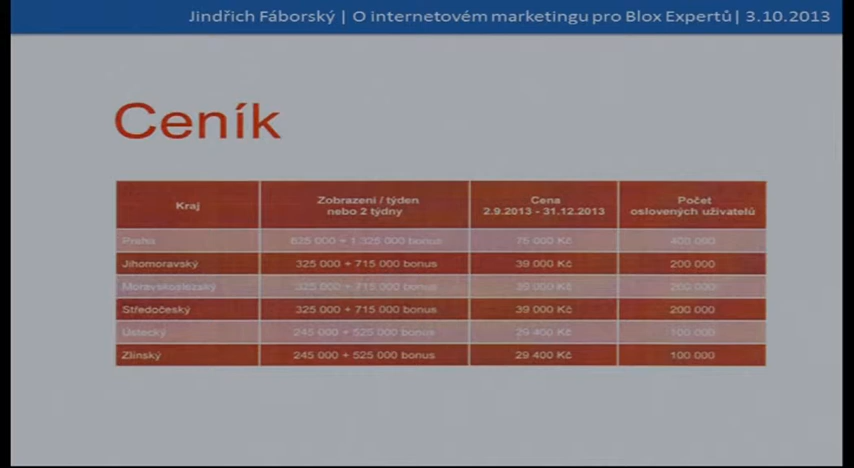 Jindřich Fáborský | O internetovém marketingu pro Blox Expertů| 3.10.2013
Ceník
Kraj
Zobrazení / týden
nebo 2 týdny
Cena
2.9.2013 - 31.12.2013
Počet
oslovených uživatelů
Praha 625 000 + 1 325 000 bonus 75 000 Kč 400 000
Jihomoravský 325 000 + 715 000 bonus 39 000 Kč 200 000
Moravskoslezský 325 000 + 715 000 bonus 39 000 Kč 200 000
Středočeský 325 000 + 715 000 bonus 39 000 Kč 200 000
Ústecký 245 000 + 525 000 bonus 29 400 Kč 100 000
Zlínský 245 000 + 525 000 bonus 29 400 Kč 100 000